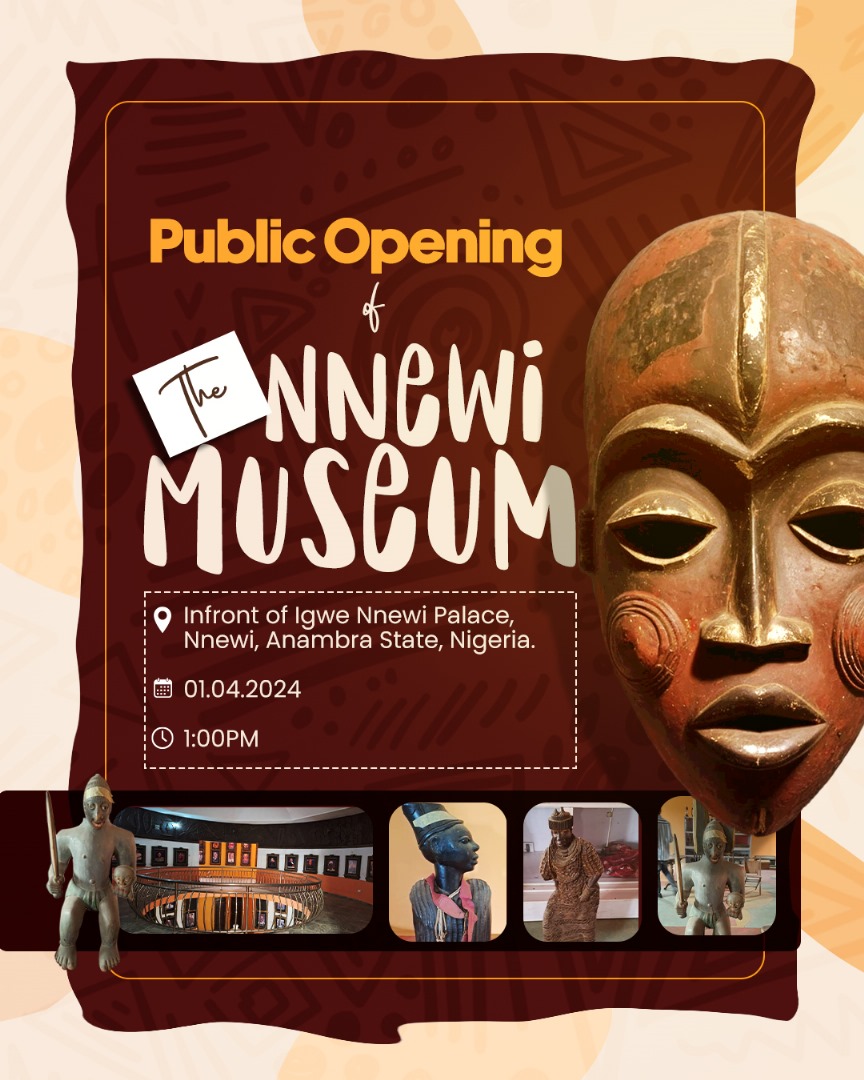 Public Opening
of
The Nnewi
Museum
Infront of Igwe Nnewi Palace,
Nnewi, Anambra State, Nigeria.
01.04.2024
1:00PM